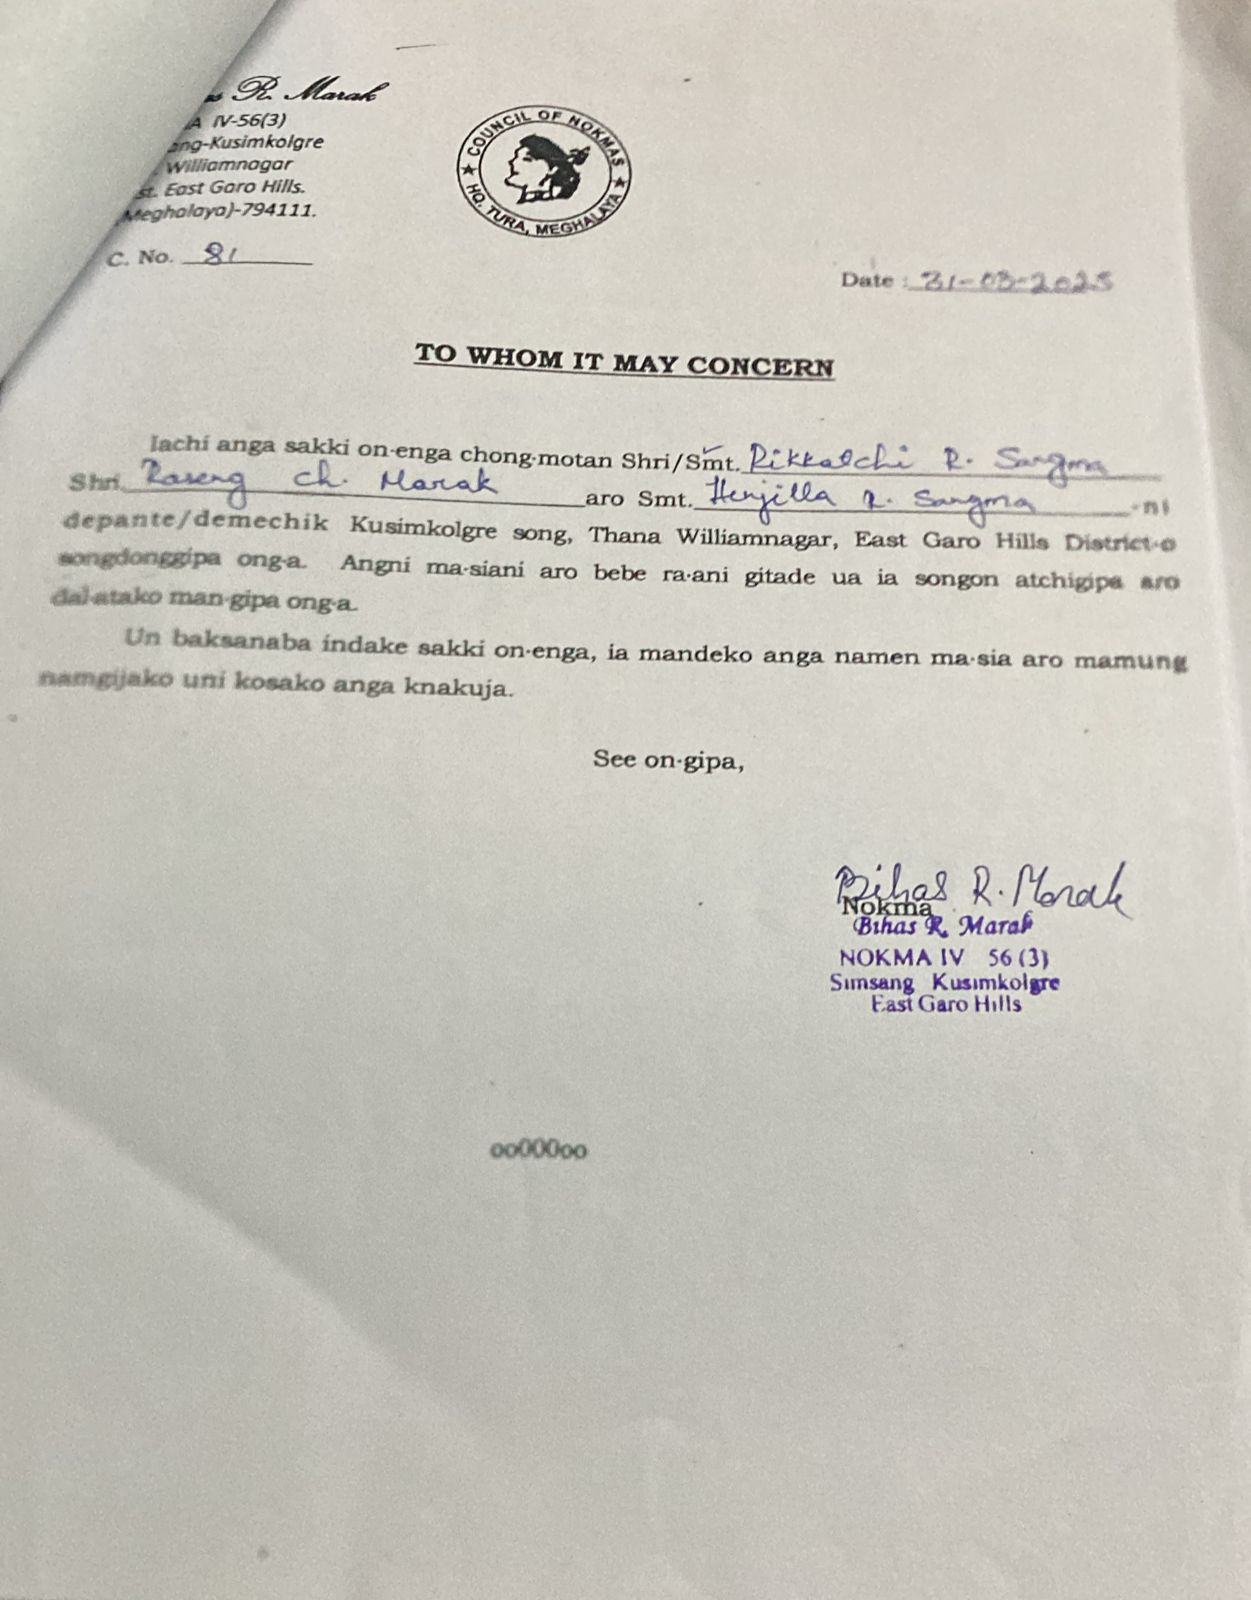 R. Marak
IV-56(3)
ang-Kusimkolgre
Williamnagar
st. East Garo Hills.
Meghalaya)-794111.
COUNCIL OF NOKMAS
HQ. TURA, MEGHALAYA
C. No. 81
Date : 31-03-2025
TO WHOM IT MAY CONCERN
Iachi anga sakki on·enga chong·motan Shri/Smt. Rikkalchi R. Sangma
Shri. Raseng Ch. Marak aro Smt. Henjilla R. Sangma -ni
depante/demechik Kusimkolgre song, Thana Williamnagar, East Garo Hills District·o
songdonggipa ong·a. Angni ma·siani aro bebe ra·ani gitade ua ia songon atchigipa aro
dal·atako man·gipa ong·a.
Un baksanaba indake sakki on·enga, ia mandeko anga namen ma·sia aro mamung
namgijako uni kosako anga knakuja.
See on·gipa,
Bihas R. Marak
Nokma
Bihas R. Marak
NOKMA IV 56 (3)
Simsang Kusimkolgre
East Garo Hills
oo000oo